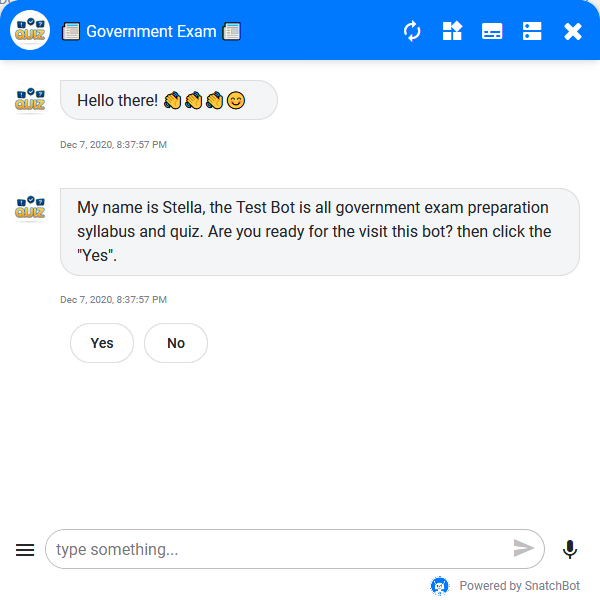 Government Exam
QUIZ
Hello there! 👏👏👏😊
QUIZ
Dec 7, 2020, 8:37:57 PM
My name is Stella, the Test Bot is all government exam preparation
syllabus and quiz. Are you ready for the visit this bot? then click the
"Yes".
QUIZ
Dec 7, 2020, 8:37:57 PM
Yes
No
type something...
Powered by SnatchBot